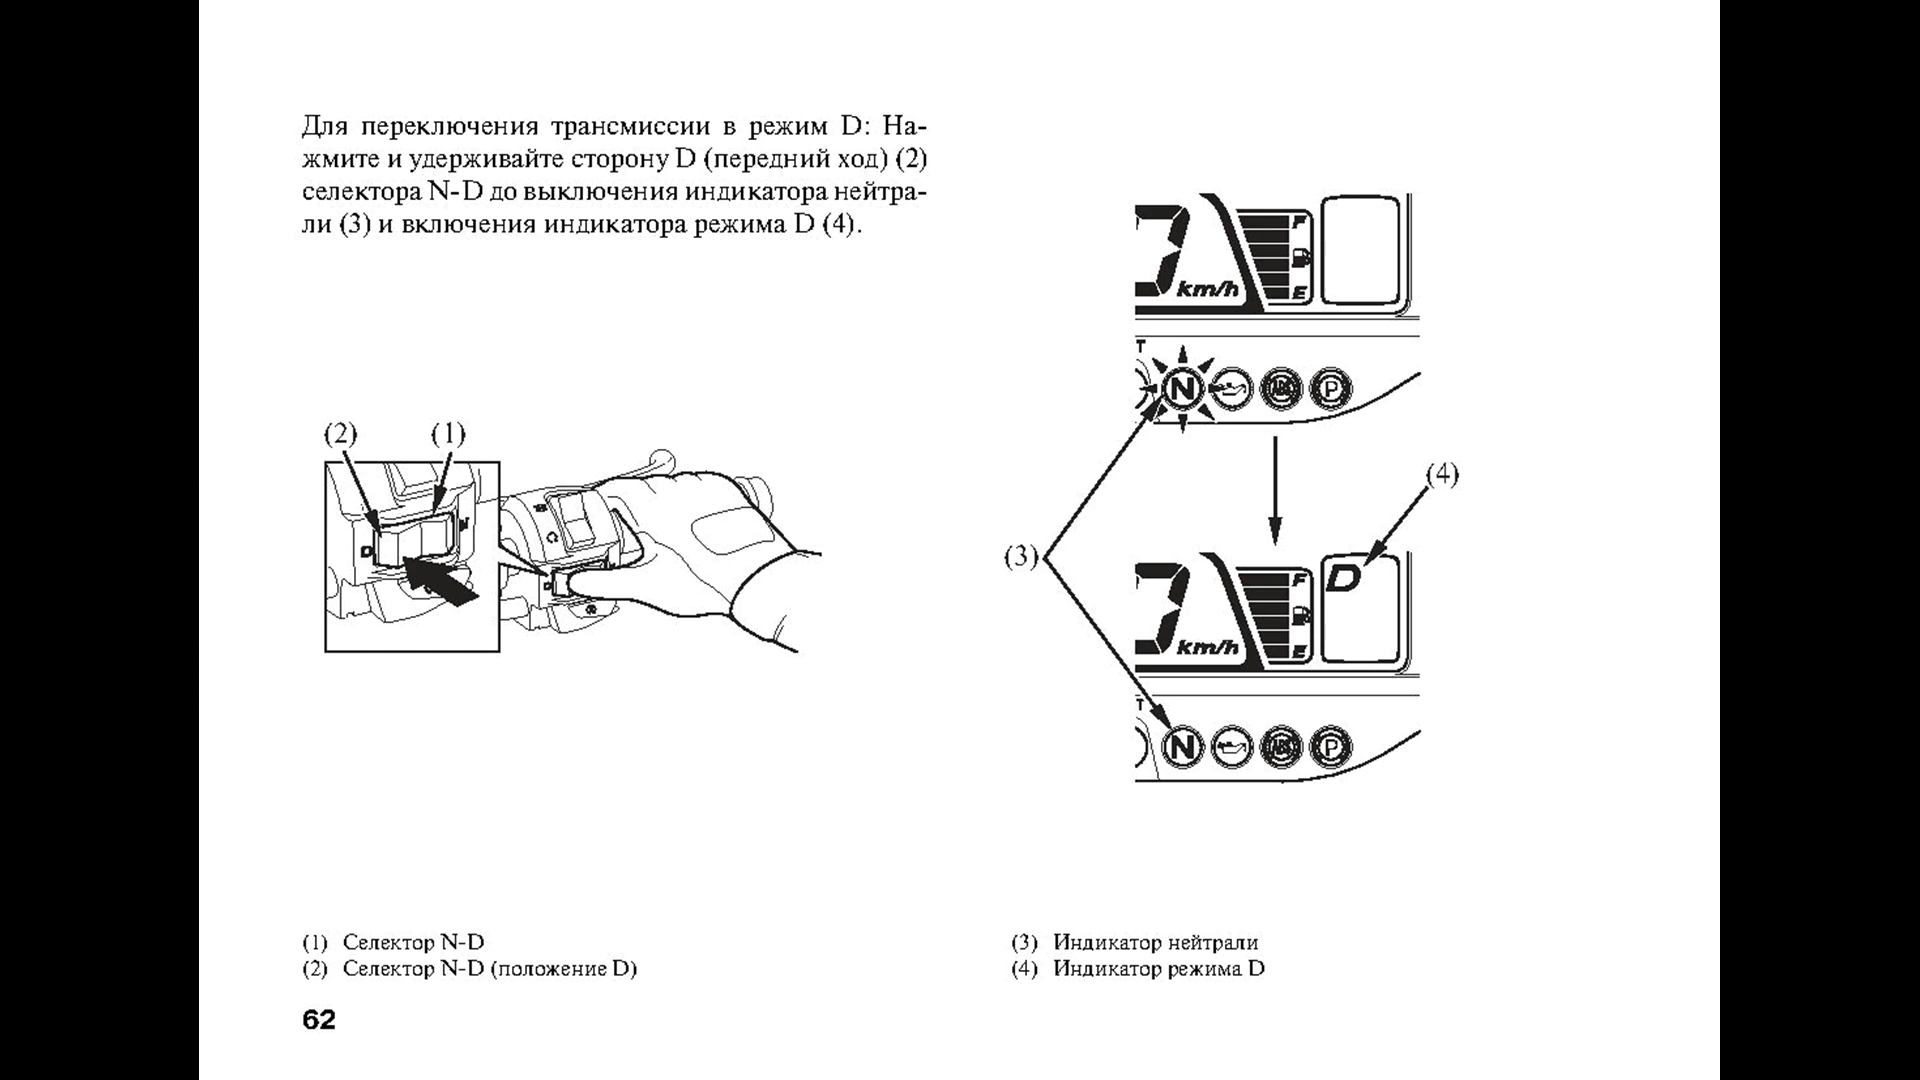 Для переключения трансмиссии в режим D: На-
жмите и удерживайте сторону D (передний ход) (2)
селектора N-D до выключения индикатора нейтра-
ли (3) и включения индикатора режима D (4).
(2) (1)
D
D
km/h
F
E
T
N
ABS
P
(3)
(4)
km/h
F
E
D
T
N
ABS
P
(1) Селектор N-D
(2) Селектор N-D (положение D)
(3) Индикатор нейтрали
(4) Индикатор режима D
62